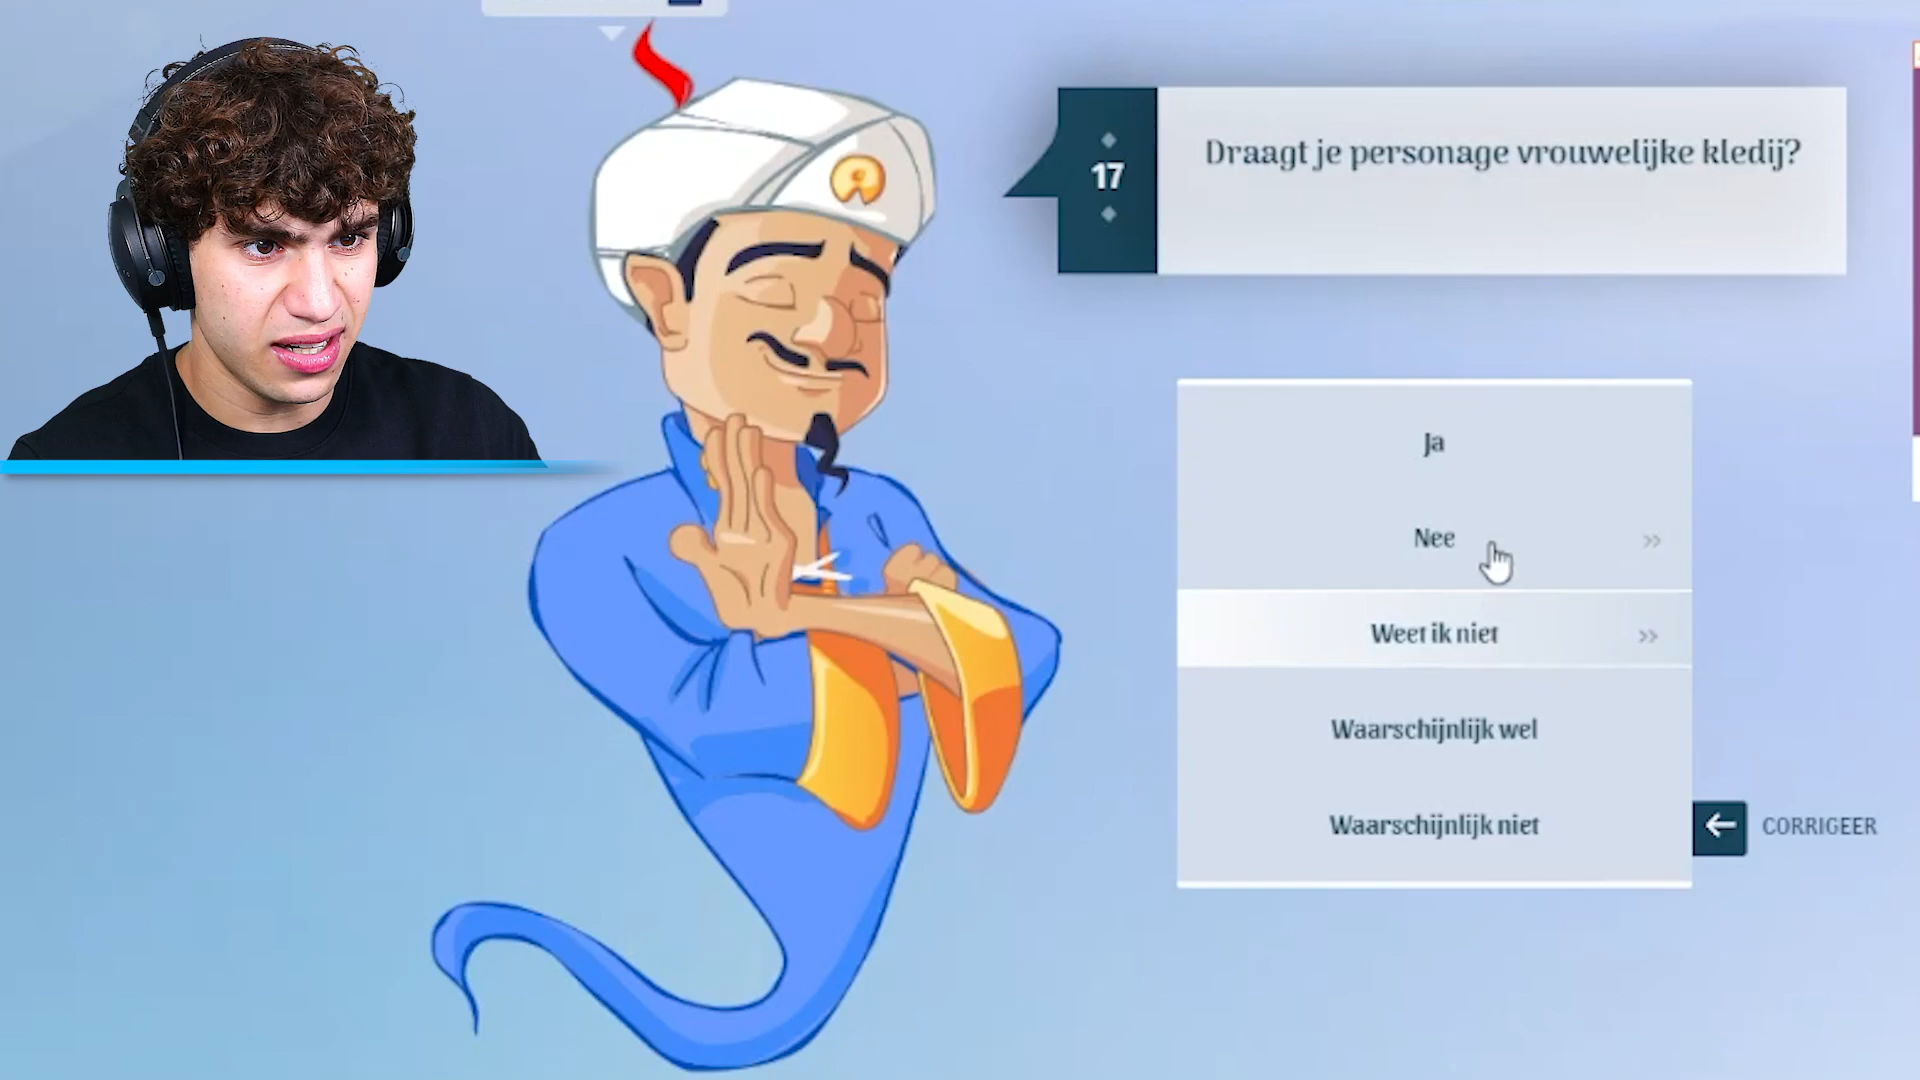 17
Draagt je personage vrouwelijke kledij?
Ja
Nee
Weet ik niet
Waarschijnlijk wel
Waarschijnlijk niet
CORRIGEER